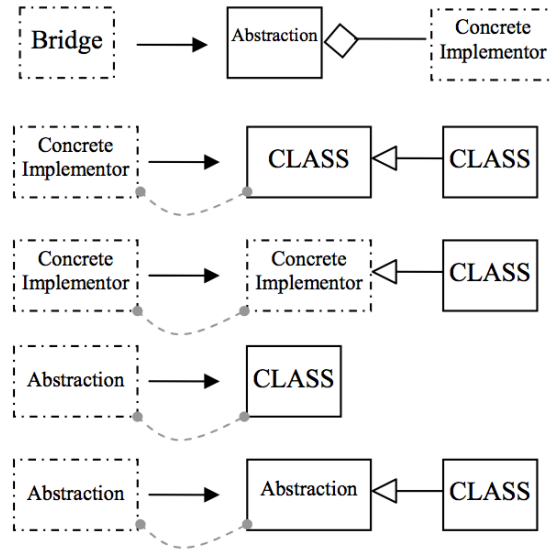 Bridge
Abstraction
Concrete
Implementor
Concrete
Implementor
CLASS
CLASS
Concrete
Implementor
Concrete
Implementor
CLASS
Abstraction
CLASS
Abstraction
Abstraction
CLASS